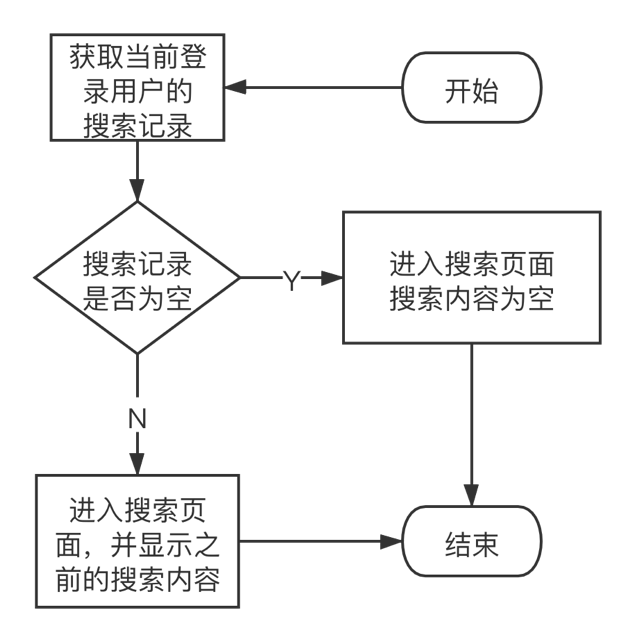 开始
获取当前登
录用户的
搜索记录
搜索记录
是否为空
Y
进入搜索页面
搜索内容为空
N
进入搜索页
面，并显示之
前的搜索内容
结束